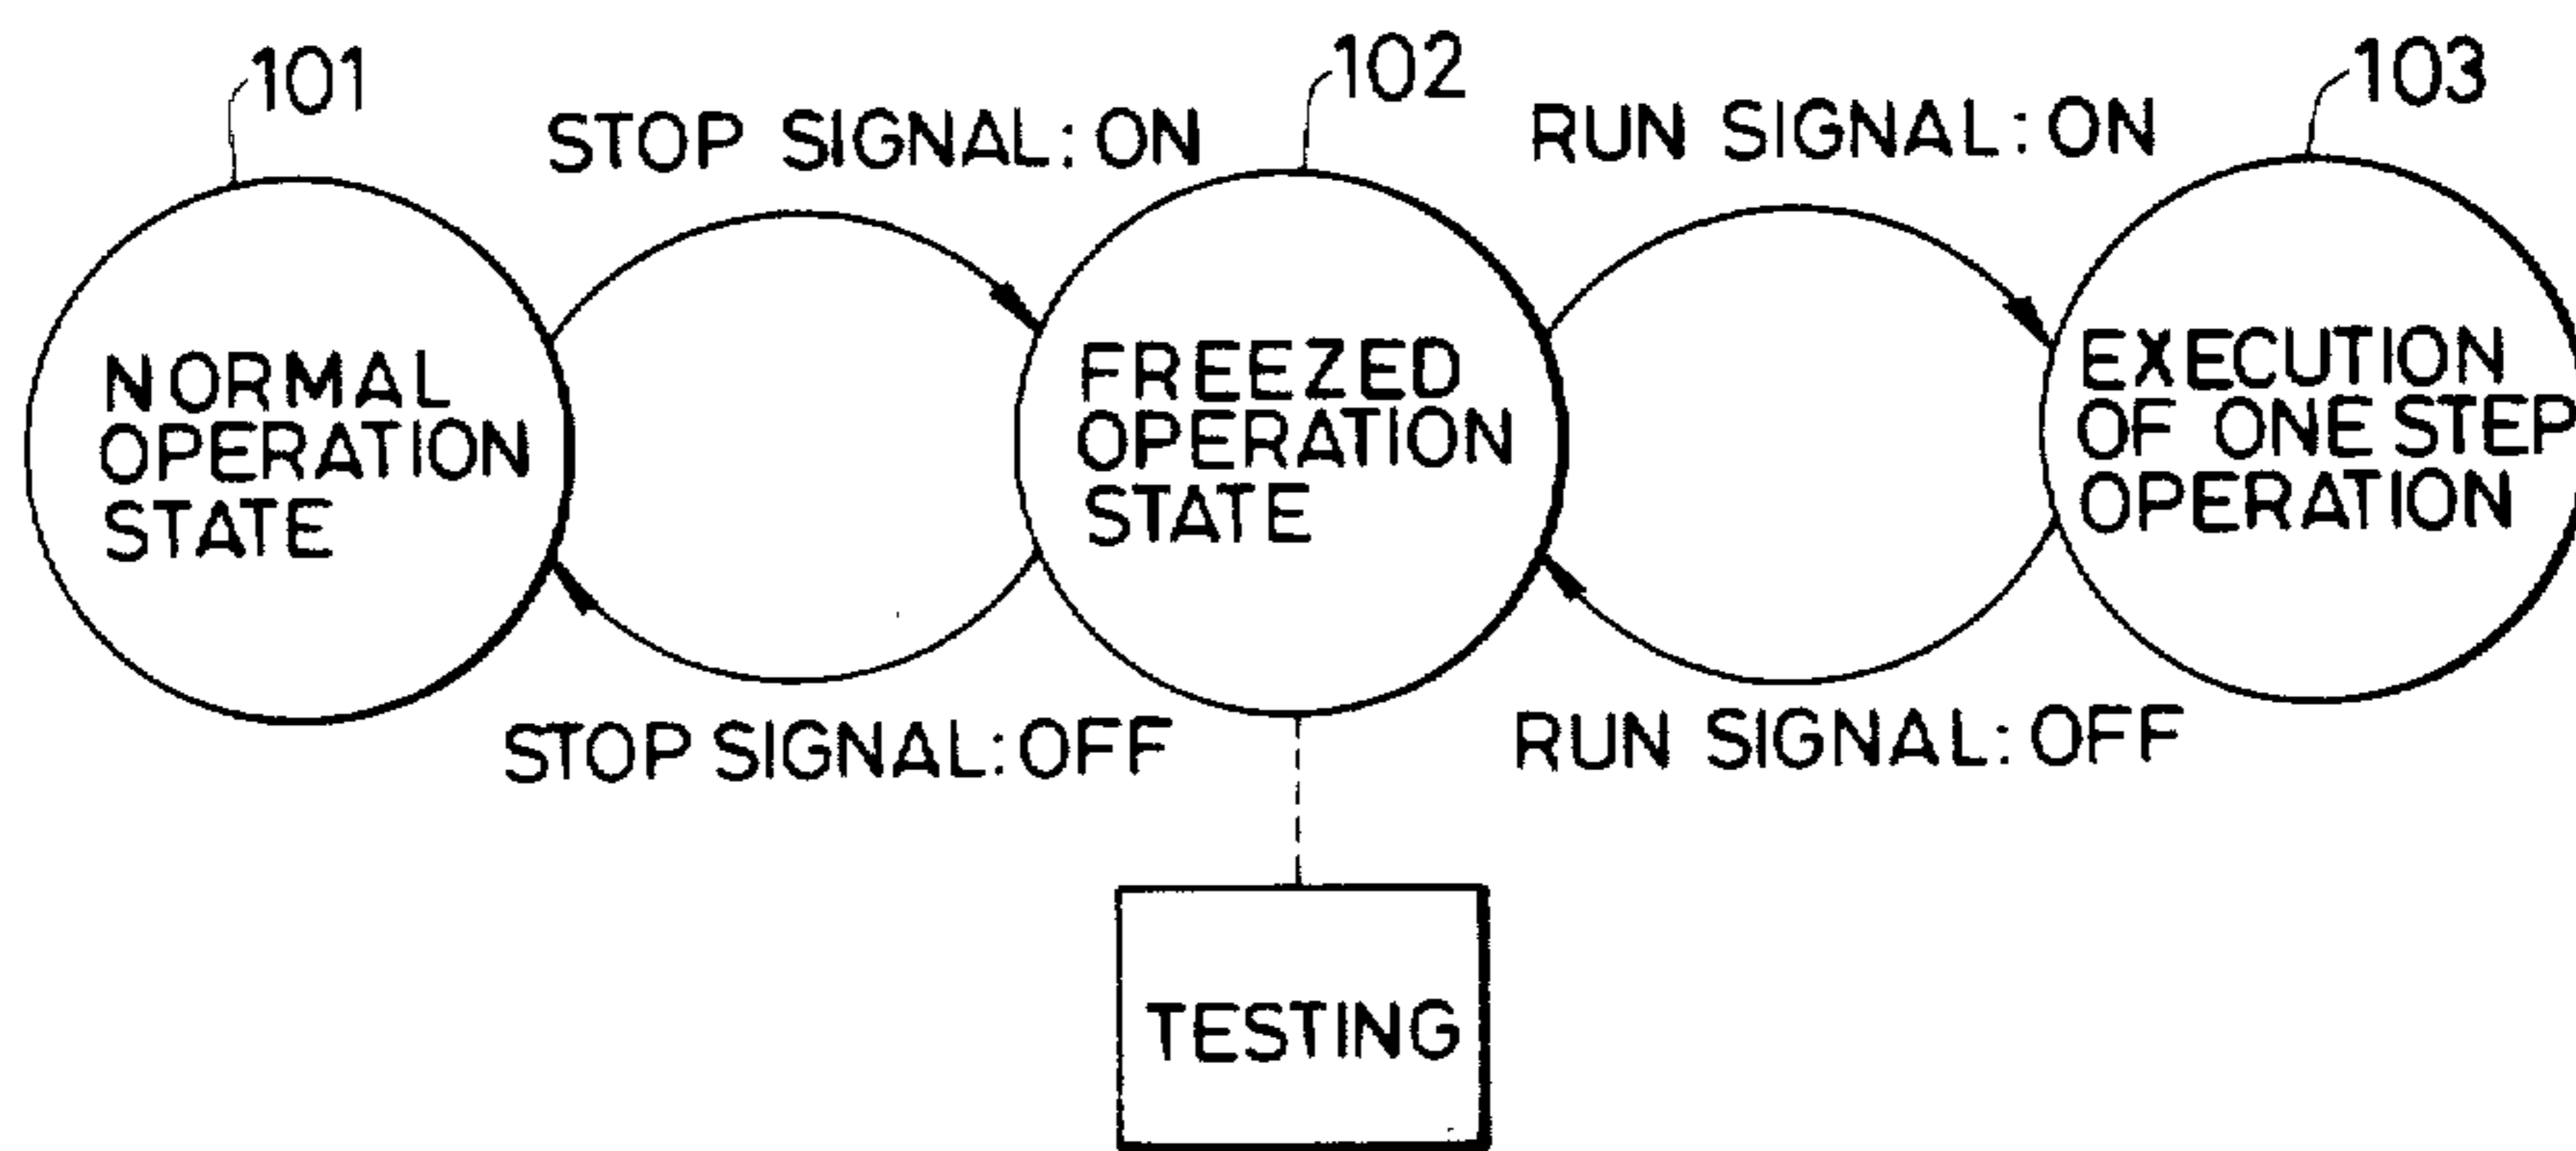 101
102
103
STOP SIGNAL: ON
RUN SIGNAL: ON
NORMAL
OPERATION
STATE
FREEZED
OPERATION
STATE
EXECUTION
OF ONE STEP
OPERATION
STOP SIGNAL: OFF
RUN SIGNAL: OFF
TESTING